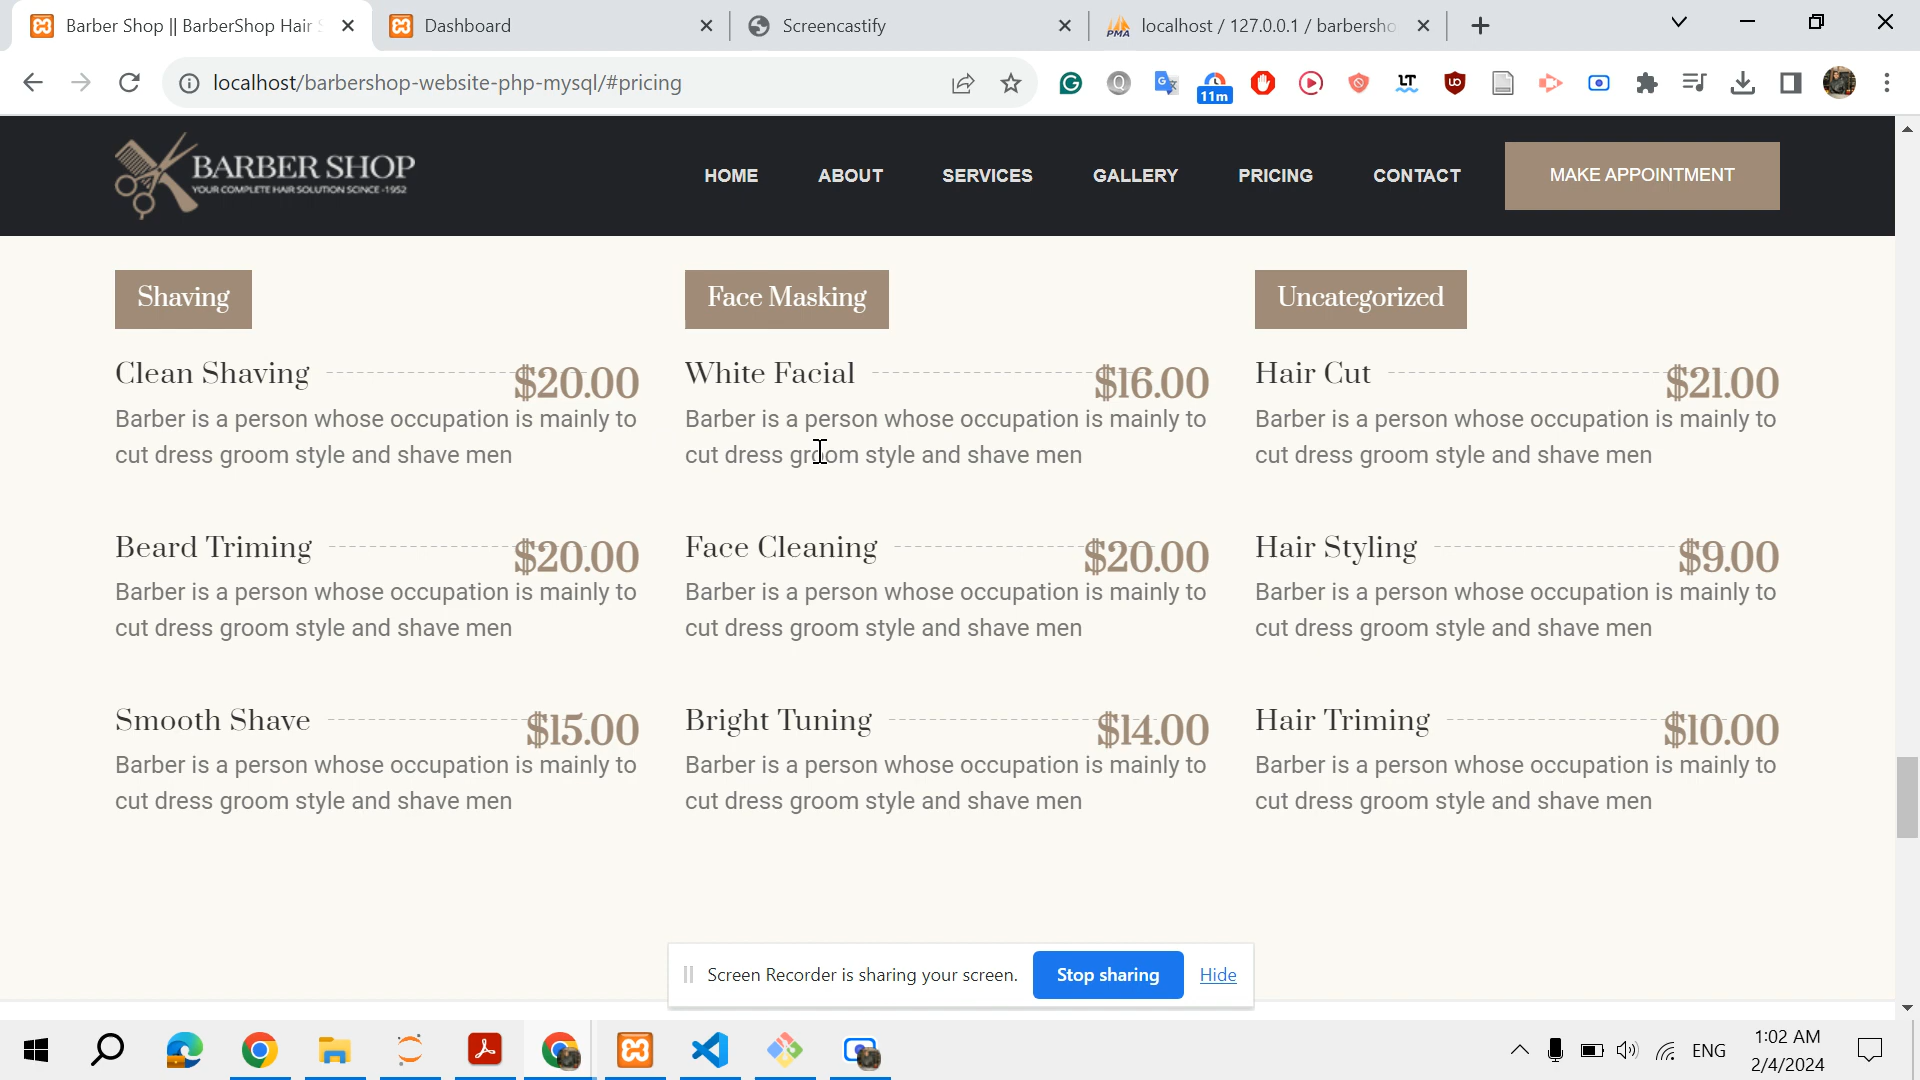 Barber Shop || BarberShop Hair S
Dashboard
Screencastify
PMA
localhost / 127.0.0.1 / barbersho
localhost/barbershop-website-php-mysql/#pricing
11m
BARBER SHOP
YOUR COMPLETE HAIR SOLUTION SCINCE -1952
HOME
ABOUT
SERVICES
GALLERY
PRICING
CONTACT
MAKE APPOINTMENT
Shaving
Clean Shaving
$20.00
Barber is a person whose occupation is mainly to
cut dress groom style and shave men
Beard Triming
$20.00
Barber is a person whose occupation is mainly to
cut dress groom style and shave men
Smooth Shave
$15.00
Barber is a person whose occupation is mainly to
cut dress groom style and shave men
Face Masking
White Facial
$16.00
Barber is a person whose occupation is mainly to
cut dress groom style and shave men
Face Cleaning
$20.00
Barber is a person whose occupation is mainly to
cut dress groom style and shave men
Bright Tuning
$14.00
Barber is a person whose occupation is mainly to
cut dress groom style and shave men
Uncategorized
Hair Cut
$21.00
Barber is a person whose occupation is mainly to
cut dress groom style and shave men
Hair Styling
$9.00
Barber is a person whose occupation is mainly to
cut dress groom style and shave men
Hair Triming
$10.00
Barber is a person whose occupation is mainly to
cut dress groom style and shave men
Screen Recorder is sharing your screen.
Stop sharing
Hide
ENG
1:02 AM
2/4/2024